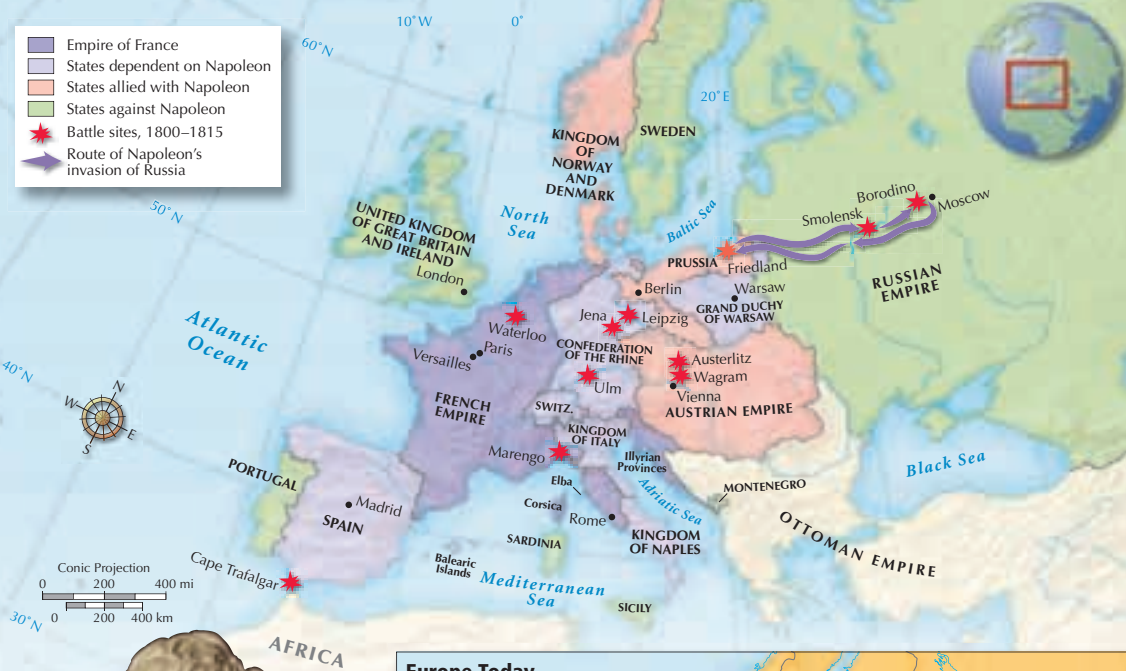 Empire of France
States dependent on Napoleon
States allied with Napoleon
States against Napoleon
Battle sites, 1800–1815
Route of Napoleon's
invasion of Russia
10°W
0°
60°N
20°E
50°N
40°N
30°N
N
W
E
S
KINGDOM
OF
NORWAY
AND
DENMARK
SWEDEN
North
Sea
Baltic Sea
UNITED KINGDOM
OF GREAT BRITAIN
AND IRELAND
London
Borodino
Moscow
Smolensk
RUSSIAN
EMPIRE
PRUSSIA
Friedland
Berlin
Warsaw
GRAND DUCHY
OF WARSAW
Atlantic
Ocean
Waterloo
Jena
Leipzig
Versailles
Paris
CONFEDERATION
OF THE RHINE
Austerlitz
Wagram
Ulm
Vienna
FRENCH
EMPIRE
SWITZ.
AUSTRIAN EMPIRE
KINGDOM
OF ITALY
Marengo
Illyrian
Provinces
Black Sea
PORTUGAL
Elba
Adriatic Sea
MONTENEGRO
Madrid
Corsica
Rome
SPAIN
OTTOMAN EMPIRE
KINGDOM
OF NAPLES
SARDINIA
Balearic
Islands
Mediterranean
Sea
Cape Trafalgar
SICILY
Conic Projection
0 200 400 mi
0 200 400 km
AFRICA
Europe Today